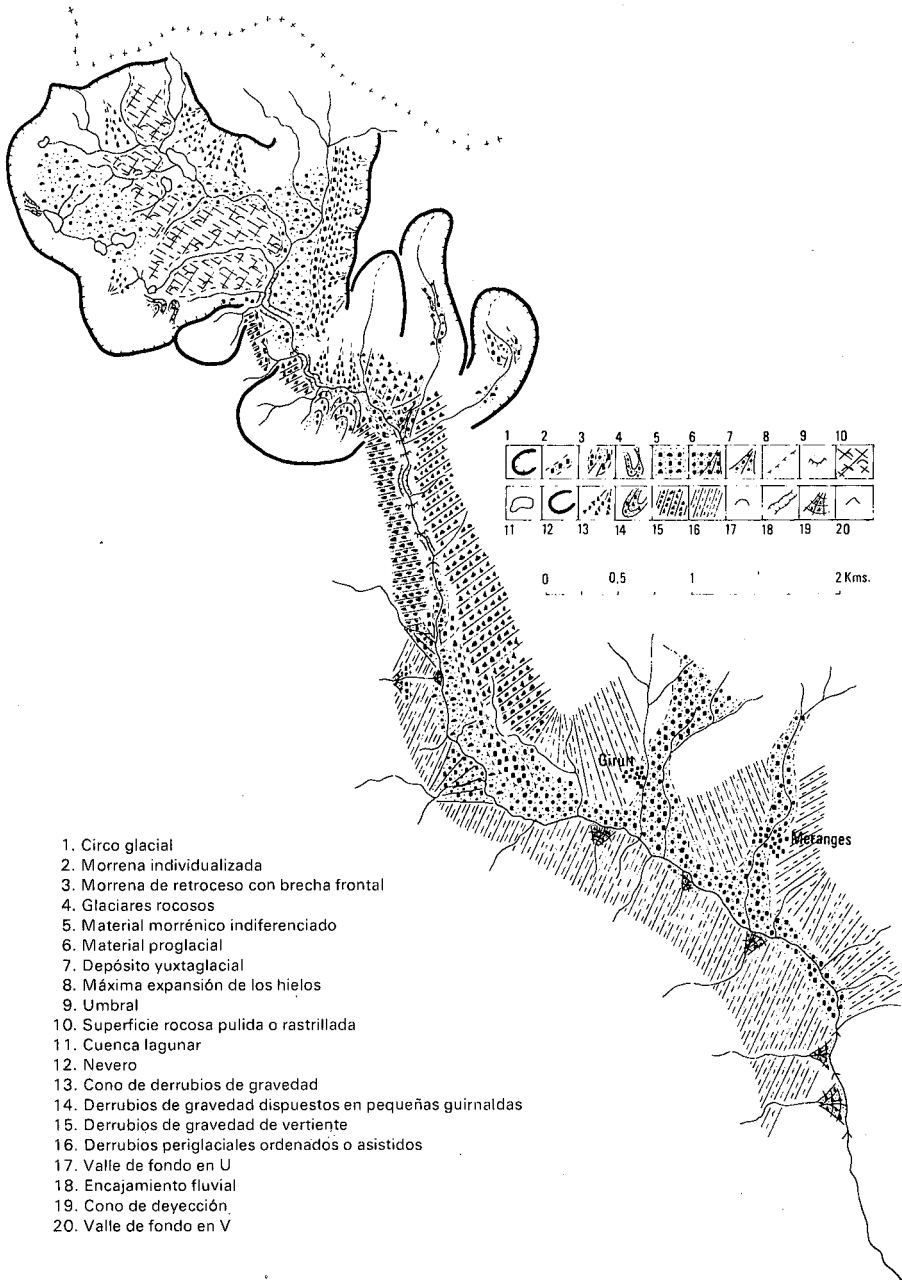 1 2 3 4 5 6 7 8 9 10
11 12 13 14 15 16 17 18 19 20
0 0,5 1 2 Kms.
Girult
Meranges
1. Circo glacial
2. Morrena individualizada
3. Morrena de retroceso con brecha frontal
4. Glaciares rocosos
5. Material morrénico indiferenciado
6. Material proglacial
7. Depósito yuxtaglacial
8. Máxima expansión de los hielos
9. Umbral
10. Superficie rocosa pulida o rastrillada
11. Cuenca lagunar
12. Nevero
13. Cono de derrubios de gravedad
14. Derrubios de gravedad dispuestos en pequeñas guirnaldas
15. Derrubios de gravedad de vertiente
16. Derrubios periglaciales ordenados o asistidos
17. Valle de fondo en U
18. Encajamiento fluvial
19. Cono de deyección
20. Valle de fondo en V